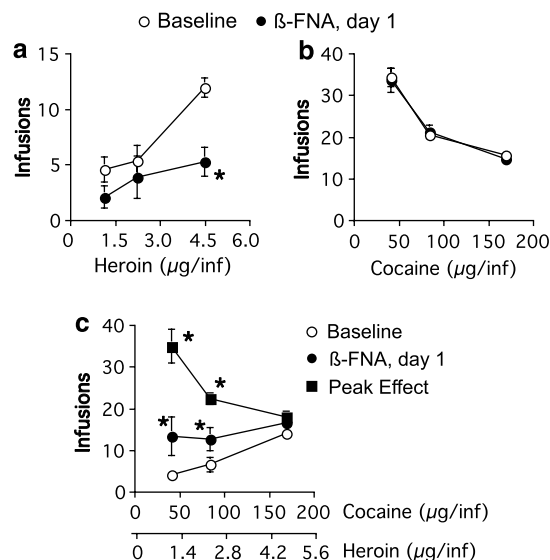 Baseline ß-FNA, day 1
a b
15 40
10 30
5 20
0 10
0
Infusions Infusions
0 1.5 3.0 4.5 6.0 0 50 100 150 200
Heroin (µg/inf) Cocaine (µg/inf)
*
c
40
30
20
10
0
Infusions
* * * *
Baseline
ß-FNA, day 1
Peak Effect
0 50 100 150 200 Cocaine (µg/inf)
0 1.4 2.8 4.2 5.6 Heroin (µg/inf)